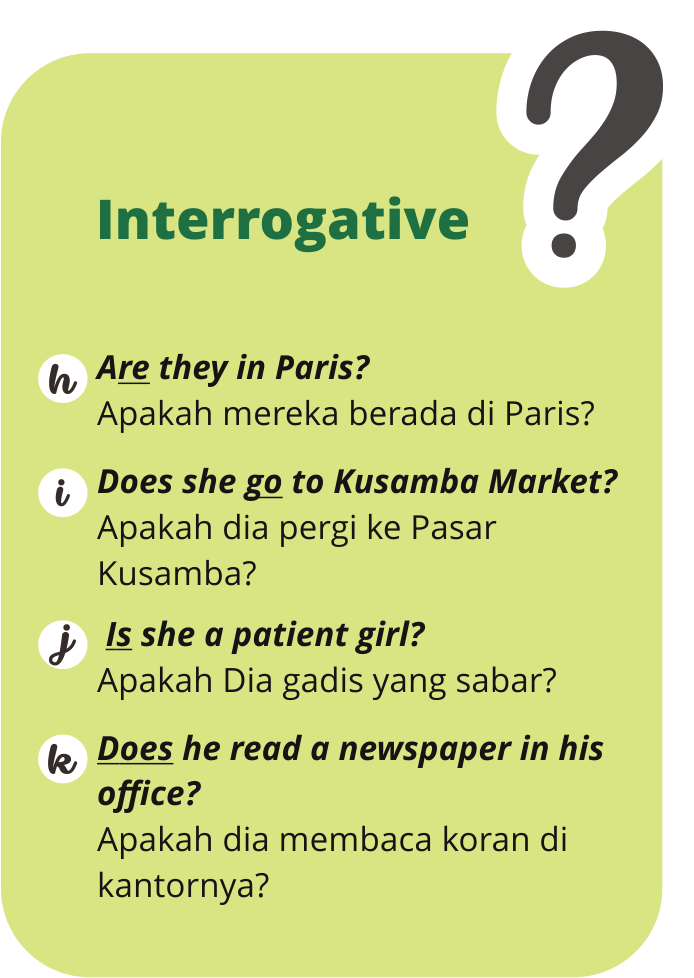 ?
Interrogative
h Are they in Paris?
Apakah mereka berada di Paris?
i Does she go to Kusamba Market?
Apakah dia pergi ke Pasar
Kusamba?
j Is she a patient girl?
Apakah Dia gadis yang sabar?
k Does he read a newspaper in his
office?
Apakah dia membaca koran di
kantornya?